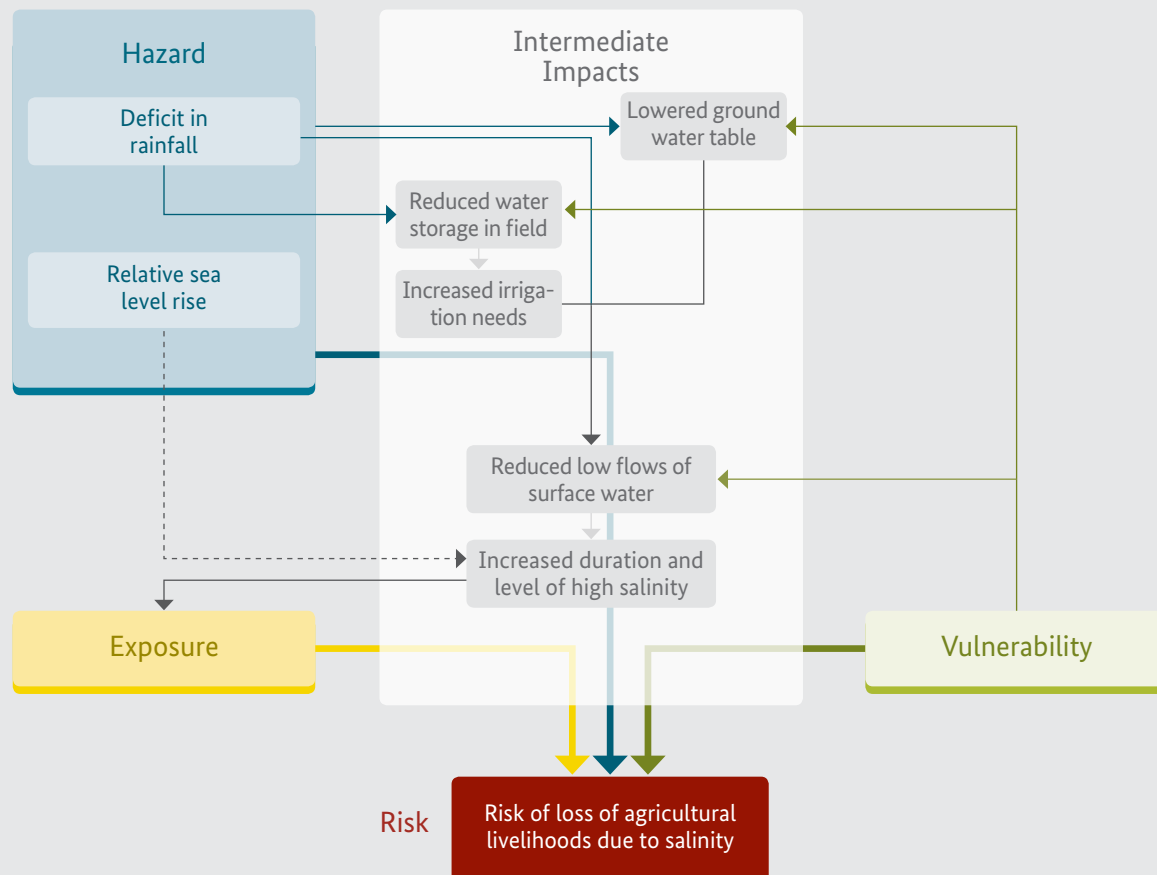 Hazard
Deficit in
rainfall
Relative sea
level rise
Intermediate
Impacts
Lowered ground
water table
Reduced water
storage in field
Increased irriga-
tion needs
Reduced low flows of
surface water
Increased duration and
level of high salinity
Exposure
Vulnerability
Risk
Risk of loss of agricultural
livelihoods due to salinity